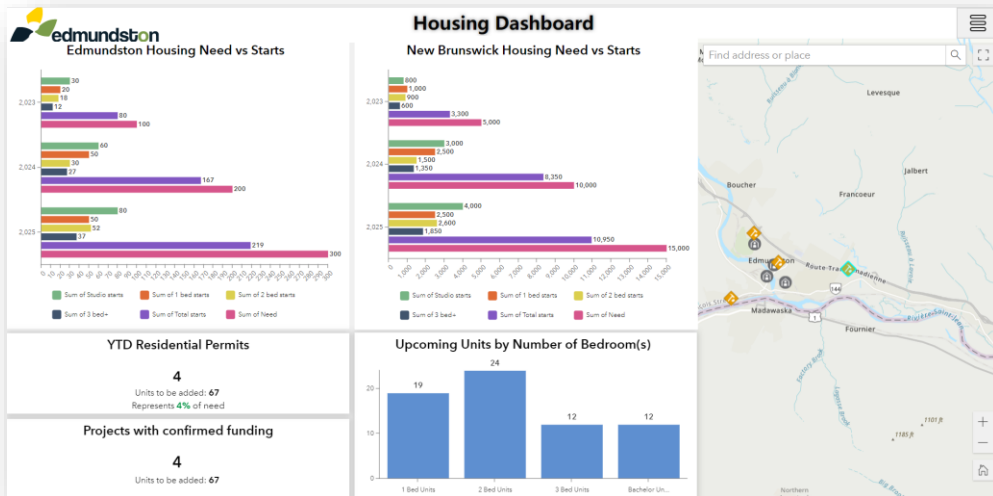 edmundston
Housing Dashboard
Edmundston Housing Need vs Starts
2,023
30
20
18
12
80
100
2,024
60
50
30
27
167
200
2,025
80
50
52
37
219
300
0 10 20 30 40 50 60 70 80 90 100 110 120 130 140 150 160 170 180 190 200 210 220 230 240 250 260 270 280 290 300
Sum of Studio starts Sum of 1 bed starts Sum of 2 bed starts
Sum of 3 bed+ Sum of Total starts Sum of Need
New Brunswick Housing Need vs Starts
2,023
800
1,000
900
600
3,300
5,000
2,024
3,000
2,500
1,500
1,350
8,350
10,000
2,025
4,000
2,500
2,600
1,850
10,950
15,000
0 1,000 2,000 3,000 4,000 5,000 6,000 7,000 8,000 9,000 10,000 11,000 12,000 13,000 14,000 15,000
Sum of Studio starts Sum of 1 bed starts Sum of 2 bed starts
Sum of 3 bed+ Sum of Total starts Sum of Need
YTD Residential Permits
4
Units to be added: 67
Represents 4% of need
Projects with confirmed funding
4
Units to be added: 67
Upcoming Units by Number of Bedroom(s)
20
10
0
19
24
12
12
1 Bed Units 2 Bed Units 3 Bed Units Bachelor Un...
Find address or place
Levesque
Jalbert
Boucher
Francoeur
Route-Transcanadienne
144
Madawaska
1
Rivière Saint-Jean
Fournier
Factory Brook
1101 ft
1185 ft
Northern
+
−